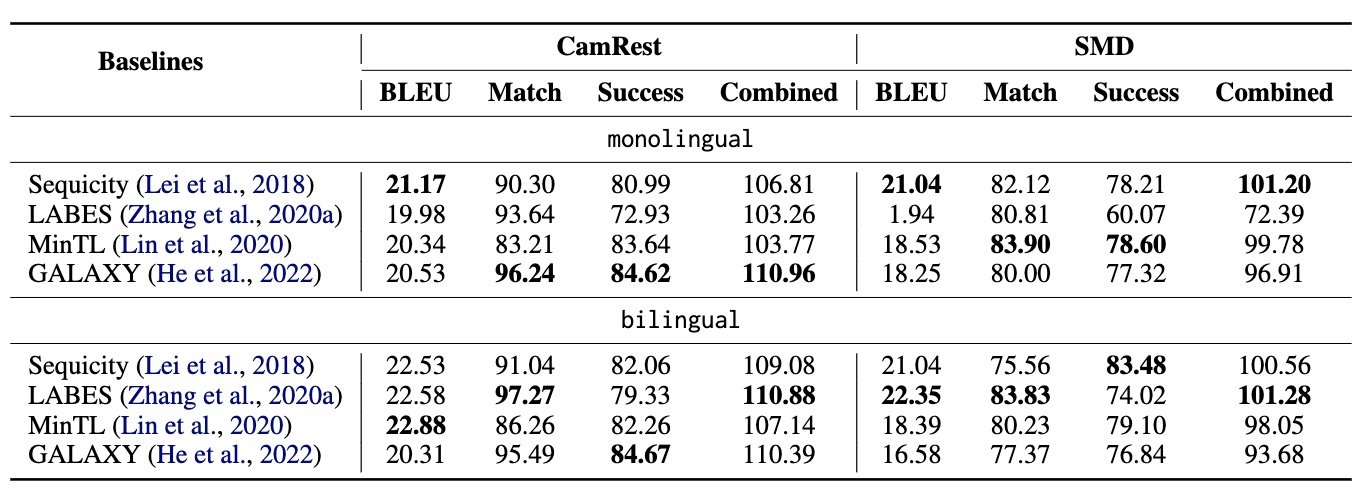 Baselines CamRest SMD
BLEU Match Success Combined BLEU Match Success Combined
monolingual
Sequicity (Lei et al., 2018) 21.17 90.30 80.99 106.81 21.04 82.12 78.21 101.20
LABES (Zhang et al., 2020a) 19.98 93.64 72.93 103.26 1.94 80.81 60.07 72.39
MinTL (Lin et al., 2020) 20.34 83.21 83.64 103.77 18.53 83.90 78.60 99.78
GALAXY (He et al., 2022) 20.53 96.24 84.62 110.96 18.25 80.00 77.32 96.91
bilingual
Sequicity (Lei et al., 2018) 22.53 91.04 82.06 109.08 21.04 75.56 83.48 100.56
LABES (Zhang et al., 2020a) 22.58 97.27 79.33 110.88 22.35 83.83 74.02 101.28
MinTL (Lin et al., 2020) 22.88 86.26 82.26 107.14 18.39 80.23 79.10 98.05
GALAXY (He et al., 2022) 20.31 95.49 84.67 110.39 16.58 77.37 76.84 93.68